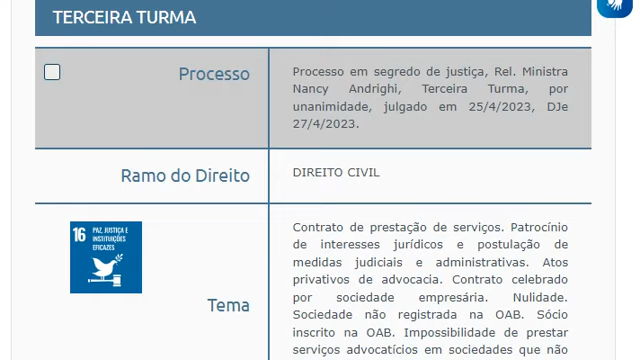 TERCEIRA TURMA
Processo
Processo em segredo de justiça, Rel. Ministra
Nancy Andrighi, Terceira Turma, por
unanimidade, julgado em 25/4/2023, DJe
27/4/2023.
Ramo do Direito
DIREITO CIVIL
16 PAZ, JUSTIÇA E
INSTITUIÇÕES
EFICAZES
Tema
Contrato de prestação de serviços. Patrocínio
de interesses jurídicos e postulação de
medidas judiciais e administrativas. Atos
privativos de advocacia. Contrato celebrado
por sociedade empresária. Nulidade.
Sociedade não registrada na OAB. Sócio
inscrito na OAB. Impossibilidade de prestar
serviços advocatícios em sociedades que não